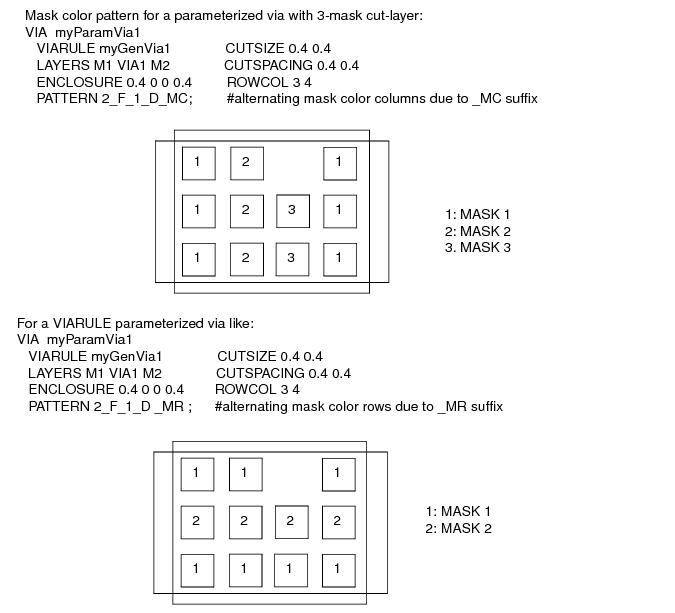 Mask color pattern for a parameterized via with 3-mask cut-layer:
VIA myParamVia1
VIARULE myGenVia1 CUTSIZE 0.4 0.4
LAYERS M1 VIA1 M2 CUTSPACING 0.4 0.4
ENCLOSURE 0.4 0 0 0.4 ROWCOL 3 4
PATTERN 2_F_1_D_MC; #alternating mask color columns due to _MC suffix
1 2 1
1 2 3 1
1 2 3 1
1: MASK 1
2: MASK 2
3. MASK 3
For a VIARULE parameterized via like:
VIA myParamVia1
VIARULE myGenVia1 CUTSIZE 0.4 0.4
LAYERS M1 VIA1 M2 CUTSPACING 0.4 0.4
ENCLOSURE 0.4 0 0 0.4 ROWCOL 3 4
PATTERN 2_F_1_D _MR ; #alternating mask color rows due to _MR suffix
1 1 1
2 2 2 2
1 1 1 1
1: MASK 1
2: MASK 2